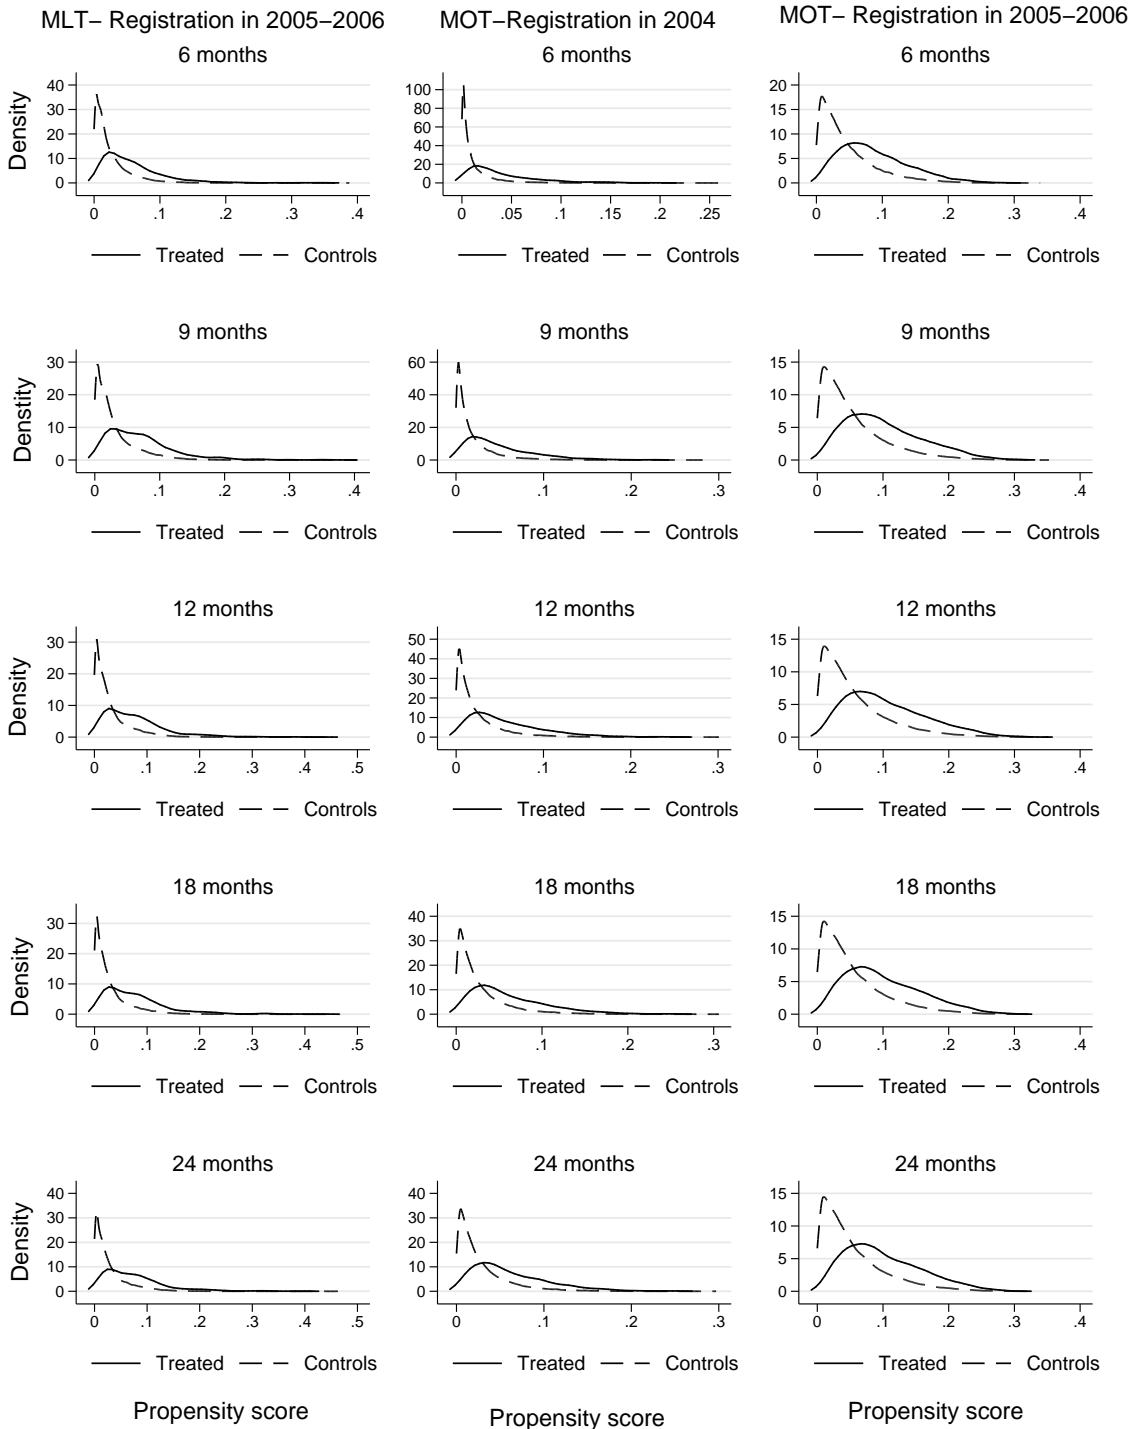 MLT− Registration in 2005−2006 MOT−Registration in 2004 MOT− Registration in 2005−2006
6 months 6 months 6 months
Density
40 30 20 10 0
0 .1 .2 .3 .4
100 80 60 40 20 0
0 .05 .1 .15 .2 .25
20 15 10 5 0
0 .1 .2 .3 .4
Treated Controls Treated Controls Treated Controls
9 months 9 months 9 months
Denstity
30 20 10 0
0 .1 .2 .3 .4
60 40 20 0
0 .1 .2 .3
15 10 5 0
0 .1 .2 .3 .4
Treated Controls Treated Controls Treated Controls
12 months 12 months 12 months
Density
30 20 10 0
0 .1 .2 .3 .4 .5
50 40 30 20 10 0
0 .1 .2 .3
15 10 5 0
0 .1 .2 .3 .4
Treated Controls Treated Controls Treated Controls
18 months 18 months 18 months
Density
30 20 10 0
0 .1 .2 .3 .4 .5
40 30 20 10 0
0 .1 .2 .3
15 10 5 0
0 .1 .2 .3 .4
Treated Controls Treated Controls Treated Controls
24 months 24 months 24 months
Density
40 30 20 10 0
0 .1 .2 .3 .4 .5
40 30 20 10 0
0 .1 .2 .3
15 10 5 0
0 .1 .2 .3 .4
Treated Controls Treated Controls Treated Controls
Propensity score Propensity score Propensity score